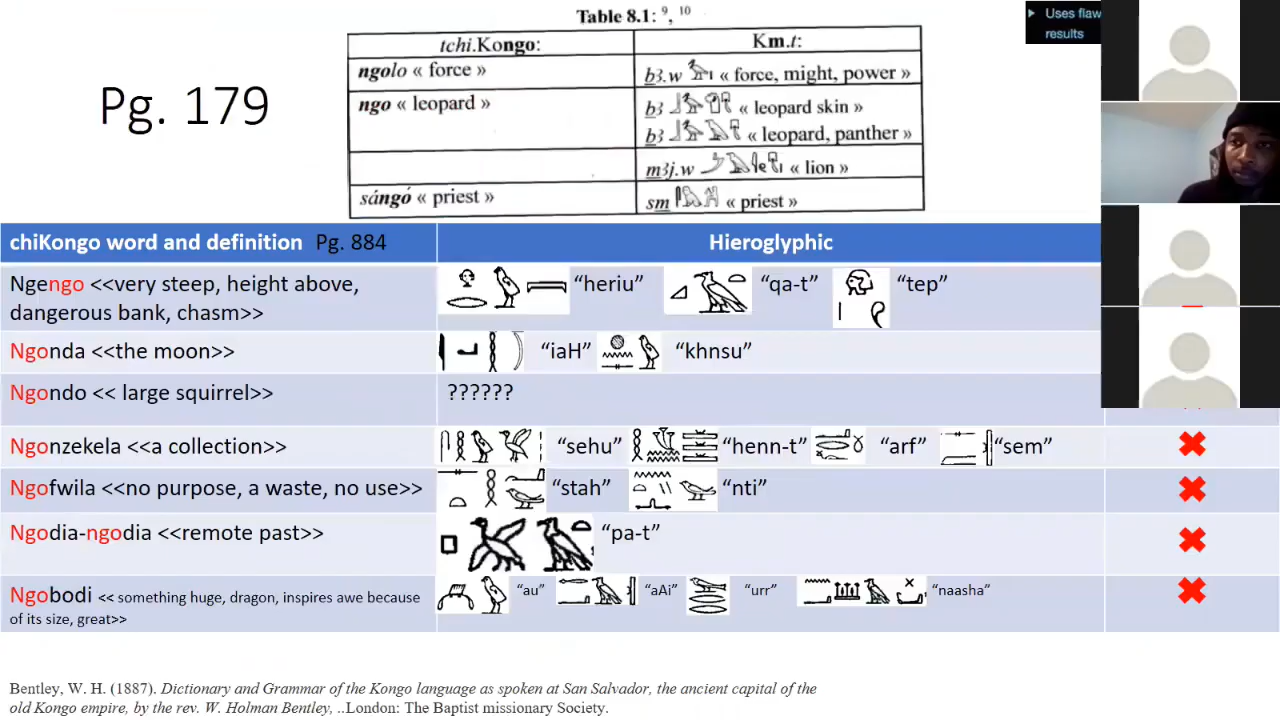 Table 8.1: 9, 10
Uses flaw
results
Pg. 179
tchi.Kongo: Km.t:
ngolo « force » b3.w « force, might, power »
ngo « leopard » b3 « leopard skin »
b3 « leopard, panther »
m3j.w « lion »
sángó « priest » sm « priest »
chiKongo word and definition Pg. 884 Hieroglyphic
Ngengo <<very steep, height above, “heriu” “qa-t” “tep”
dangerous bank, chasm>>
Ngonda <<the moon>> “iaH” “khnsu”
Ngondo << large squirrel>> ??????
Ngonzekela <<a collection>> “sehu” “henn-t” “arf” “sem”
Ngofwila <<no purpose, a waste, no use>> “stah” “nti”
Ngodia-ngodia <<remote past>> “pa-t”
Ngobodi << something huge, dragon, inspires awe because “au” “aAi” “urr” “naasha”
of its size, great>>
Bentley, W. H. (1887). Dictionary and Grammar of the Kongo language as spoken at San Salvador, the ancient capital of the
old Kongo empire, by the rev. W. Holman Bentley, ..London: The Baptist missionary Society.